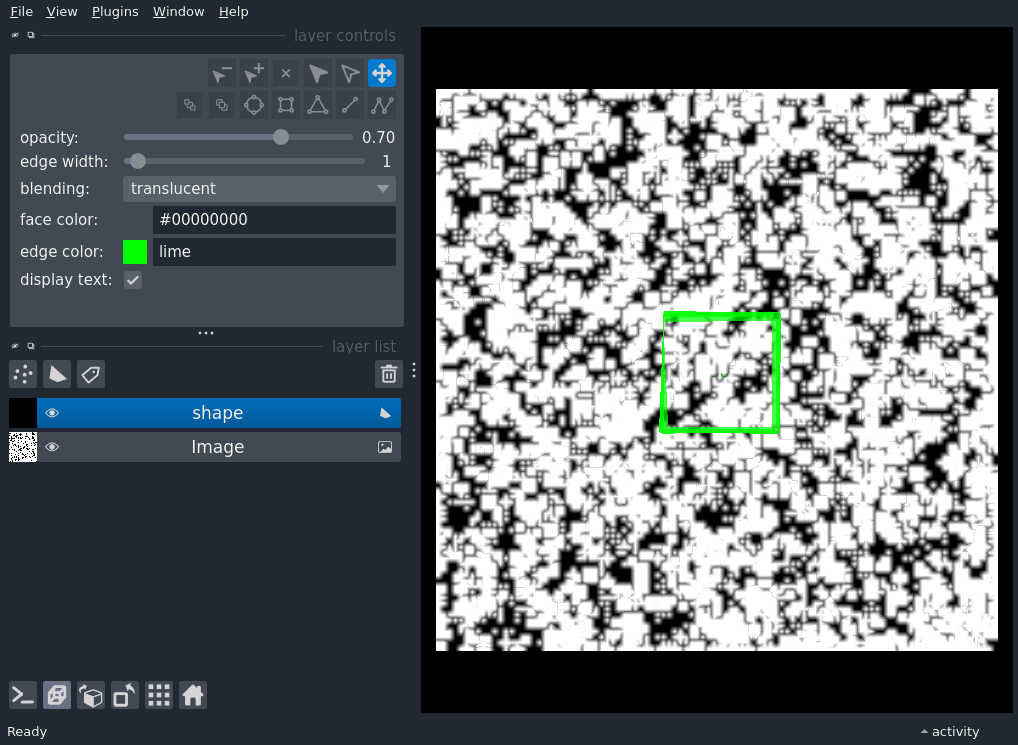 File View Plugins Window Help
layer controls
opacity: 0.70
edge width: 1
blending: translucent
face color: #00000000
edge color: lime
display text:
layer list
shape
Image
Ready activity